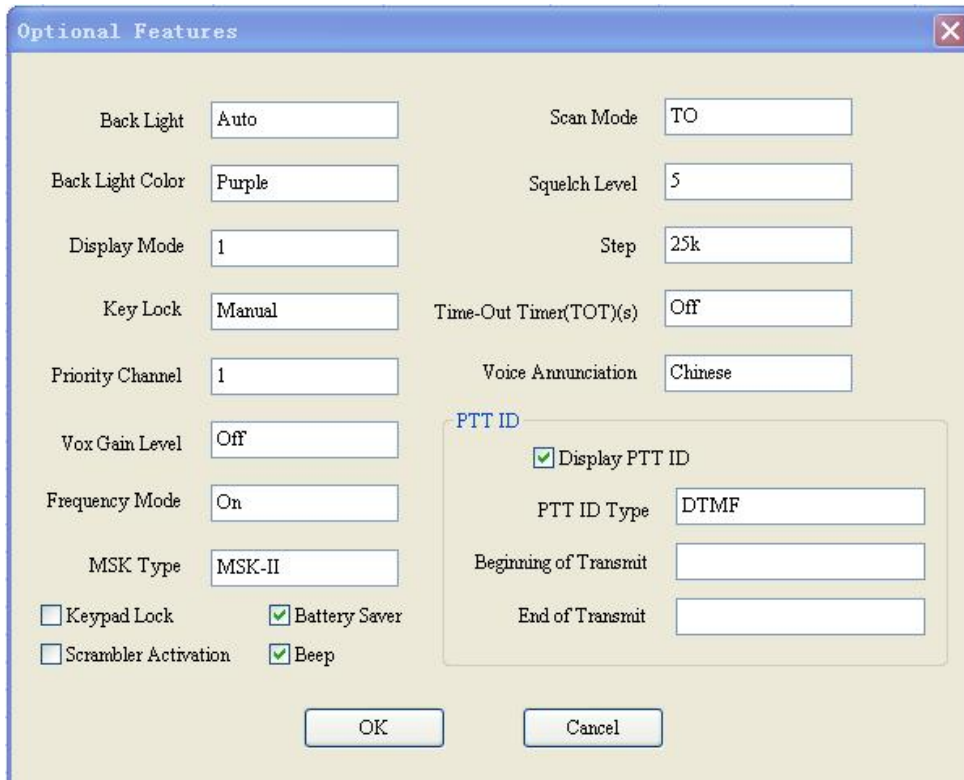 Optional Features
Back Light Auto
Back Light Color Purple
Display Mode 1
Key Lock Manual
Priority Channel 1
Vox Gain Level Off
Frequency Mode On
MSK Type MSK-II
Keypad Lock Battery Saver
Scrambler Activation Beep
Scan Mode TO
Squelch Level 5
Step 25k
Time-Out Timer(TOT)(s) Off
Voice Annunciation Chinese
PTT ID
Display PTT ID
PTT ID Type DTMF
Beginning of Transmit
End of Transmit
OK Cancel